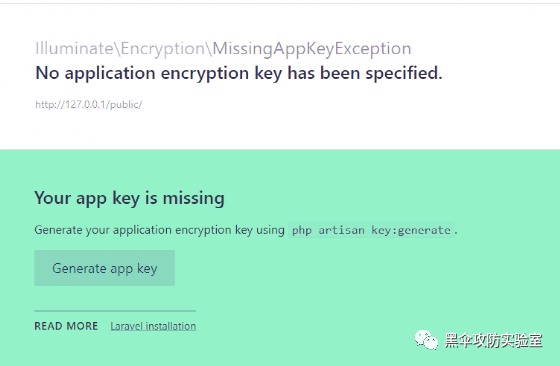 Illuminate\Encryption\MissingAppKeyException
No application encryption key has been specified.
http://127.0.0.1/public/
Your app key is missing
Generate your application encryption key using php artisan key:generate.
Generate app key
READ MORE Laravel installation
黑伞攻防实验室